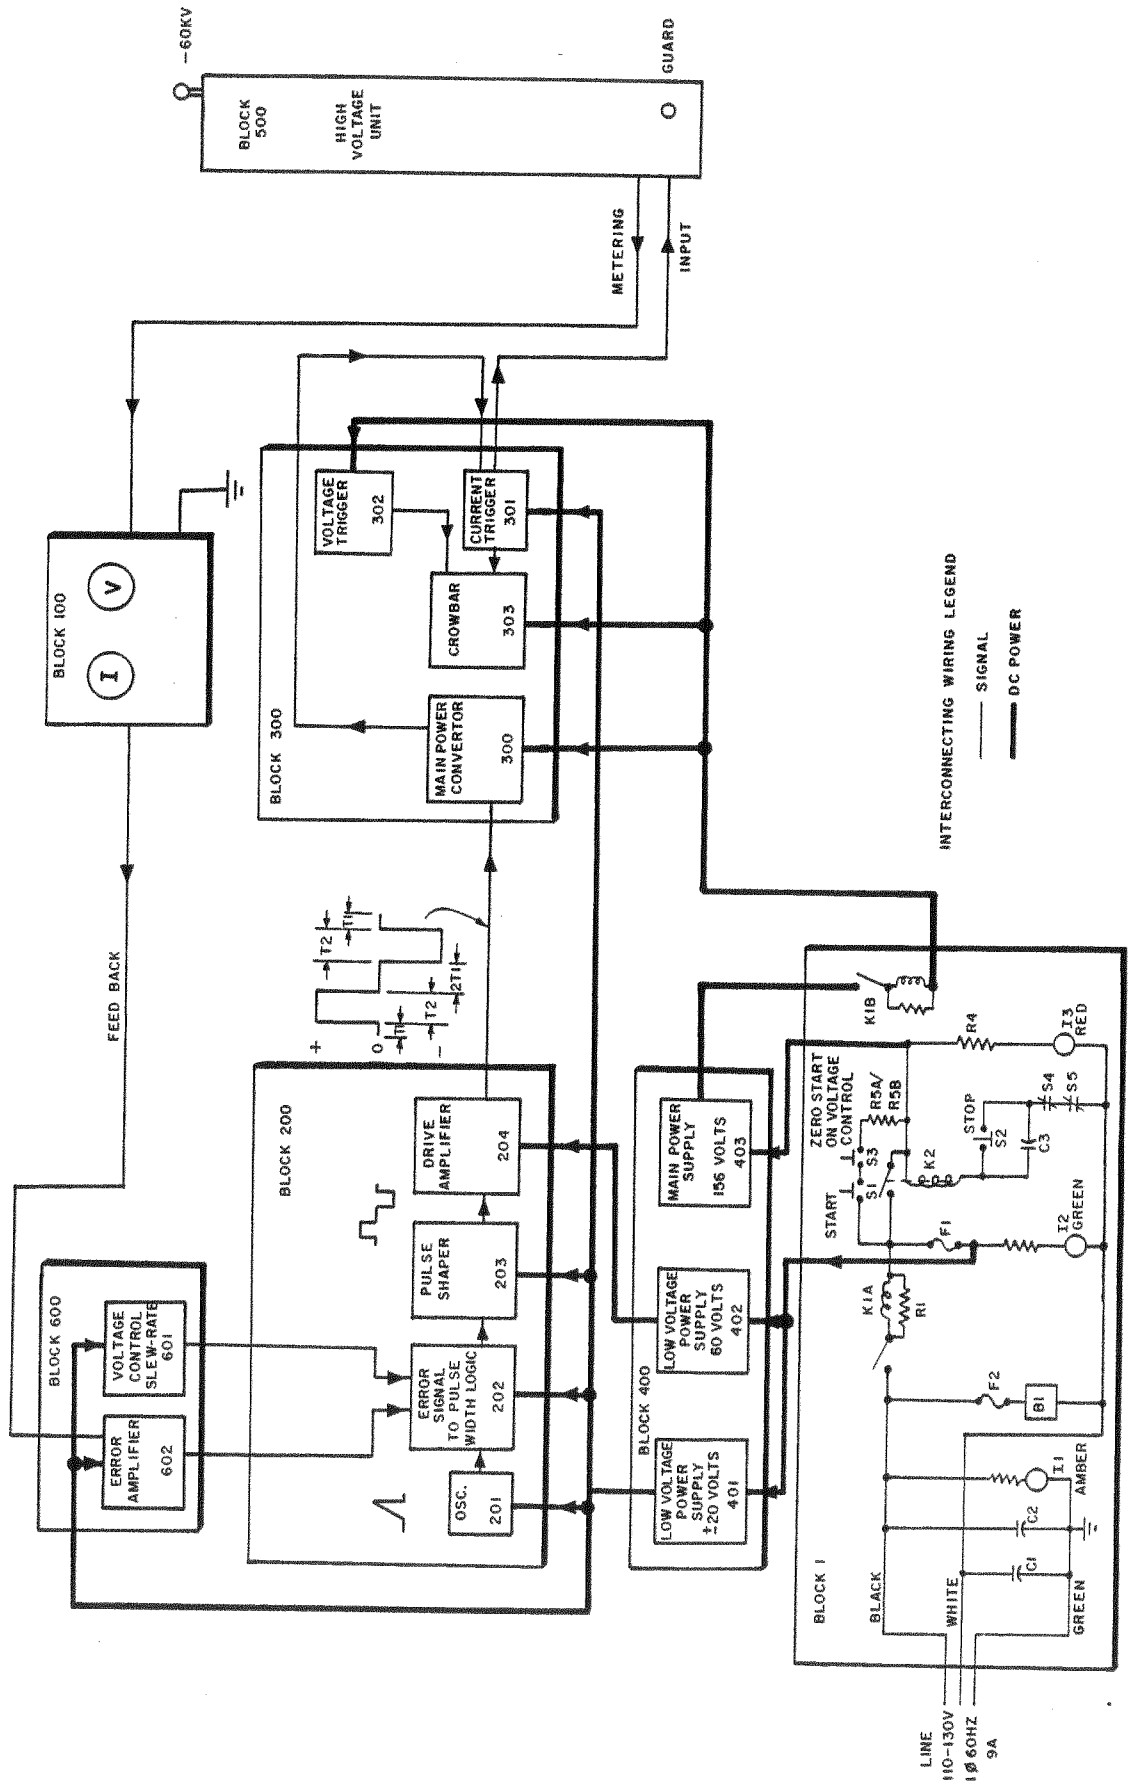 BLOCK 600
VOLTAGE
CONTROL
SLEW-RATE
601
ERROR
AMPLIFIER
602
FEED BACK
BLOCK 100
I
V
BLOCK
500
HIGH
VOLTAGE
UNIT
-60KV
GUARD
METERING
INPUT
BLOCK 200
OSC.
201
ERROR
SIGNAL
TO PULSE
WIDTH LOGIC
202
PULSE
SHAPER
203
DRIVE
AMPLIFIER
204
+
0
-
T1
T2
2T1
T2
T1
BLOCK 300
MAIN POWER
CONVERTOR
300
CROWBAR
303
VOLTAGE
TRIGGER
302
CURRENT
TRIGGER
301
BLOCK 400
LOW VOLTAGE
POWER
SUPPLY
±20 VOLTS
401
LOW VOLTAGE
POWER
SUPPLY
60 VOLTS
402
MAIN POWER
SUPPLY
156 VOLTS
403
BLOCK 1
LINE
110-130V
1Ø 60HZ
9A
BLACK
WHITE
GREEN
C1
C2
I1
AMBER
F2
B1
K1A
R1
F1
I2
GREEN
START
S1
S3
ZERO START
ON VOLTAGE
CONTROL
R5A/
R5B
K2
STOP
S2
C3
S4
S5
R4
I3
RED
K1B
INTERCONNECTING WIRING LEGEND
SIGNAL
DC POWER